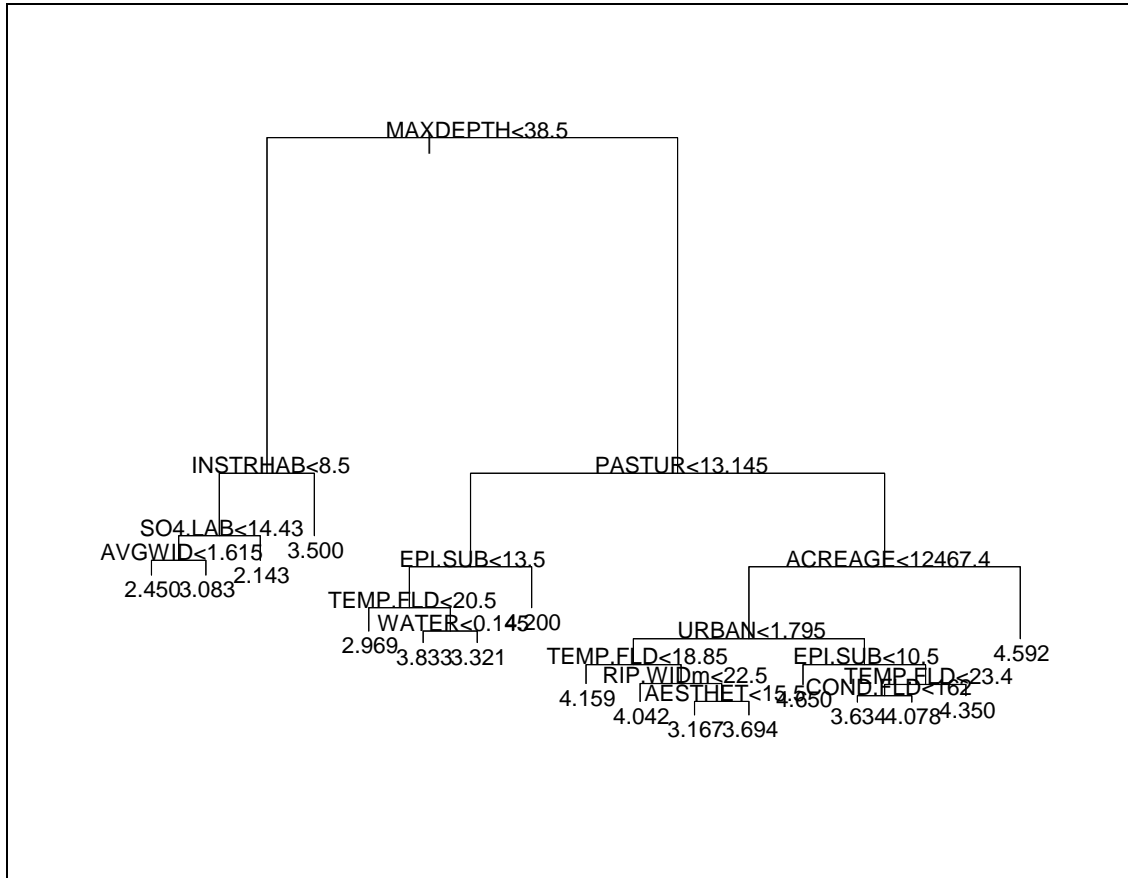 MAXDEPTH<38.5
INSTRHAB<8.5
PASTUR<13.145
SO4.LAB<14.43
AVGWID<1.615
2.450
3.083
2.143
3.500
EPI.SUB<13.5
TEMP.FLD<20.5
2.969
WATER<0.145
3.833
3.321
4.200
ACREAGE<12467.4
URBAN<1.795
TEMP.FLD<18.85
4.159
RIP.WIDm<22.5
4.042
AESTHET<15.5
3.167
3.694
EPI.SUB<10.5
4.650
TEMP.FLD<23.4
COND.FLD<162
3.634
4.078
4.350
4.592